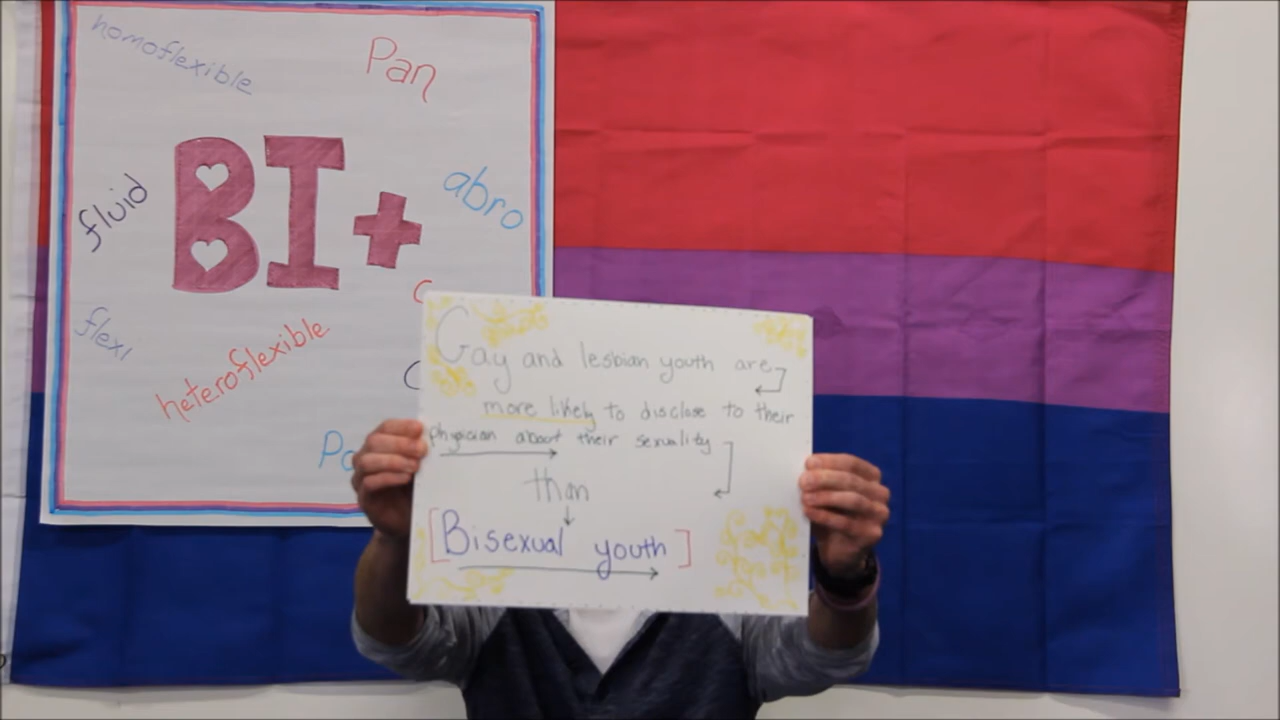 homoflexible
Pan
BI+
fluid
abro
flexi
heteroflexible
Gay and lesbian youth are
more likely to disclose to their
physician about their sexuality
than
[Bisexual youth]